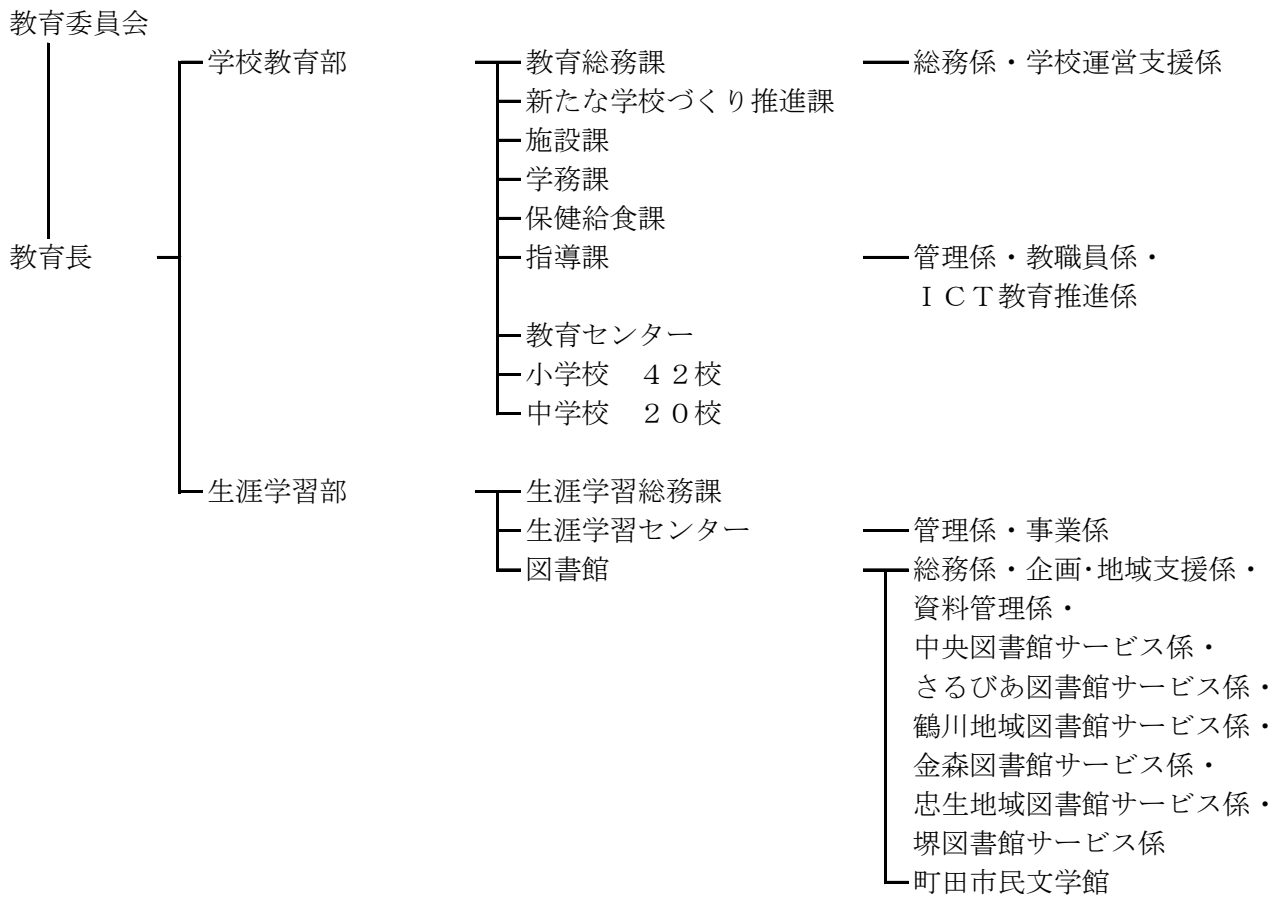 教育委員会
学校教育部 教育総務課 総務係・学校運営支援係
新たな学校づくり推進課
施設課
学務課
保健給食課
教育長 指導課 管理係・教職員係・
ＩＣＴ教育推進係
教育センター
小学校　４２校
中学校　２０校
生涯学習部 生涯学習総務課
生涯学習センター 管理係・事業係
図書館 総務係・企画・地域支援係・
資料管理係・
中央図書館サービス係・
さるびあ図書館サービス係・
鶴川地域図書館サービス係・
金森図書館サービス係・
忠生地域図書館サービス係・
堺図書館サービス係
町田市民文学館